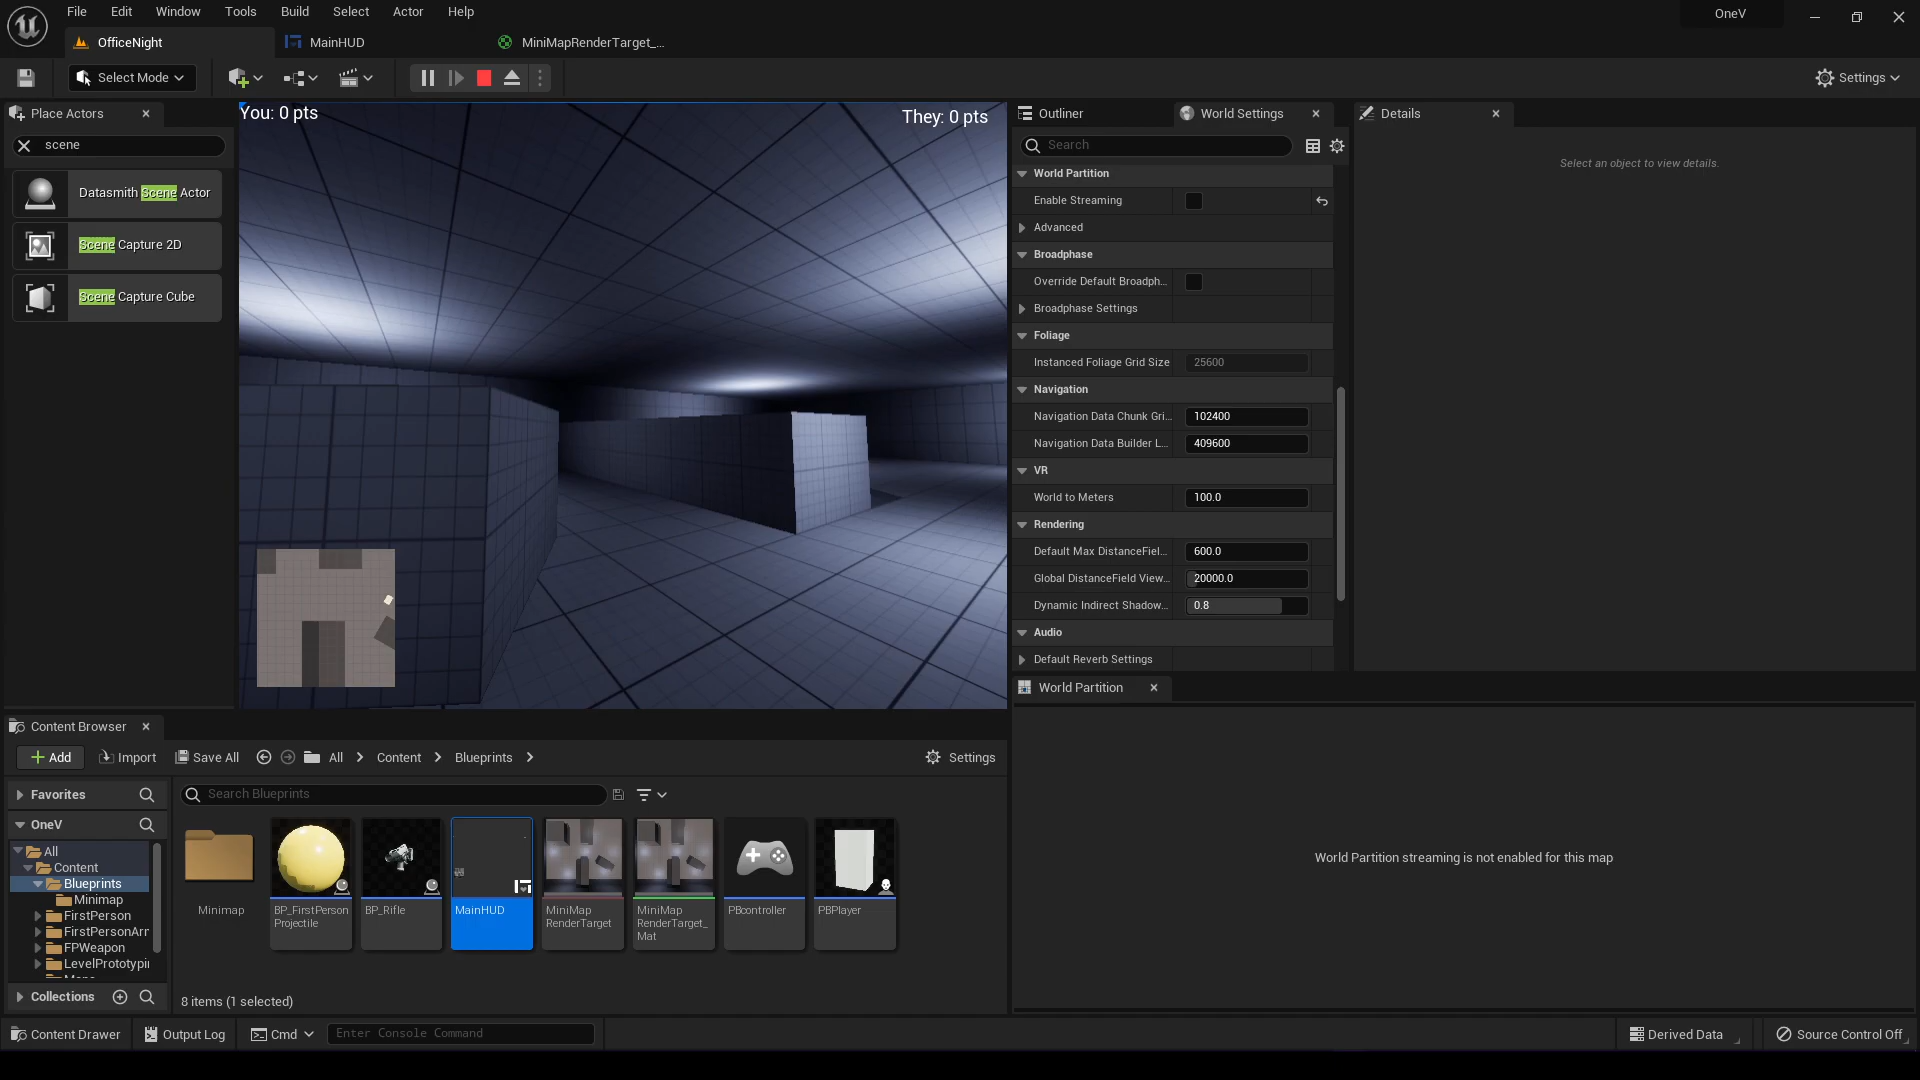 File Edit Window Tools Build Select Actor Help
OneV
OfficeNight
MainHUD
MiniMapRenderTarget_...
Select Mode
Settings
Place Actors
scene
Datasmith Scene Actor
Scene Capture 2D
Scene Capture Cube
You: 0 pts
They: 0 pts
Outliner
World Settings
Search
World Partition
Enable Streaming
Advanced
Broadphase
Override Default Broadph...
Broadphase Settings
Foliage
Instanced Foliage Grid Size 25600
Navigation
Navigation Data Chunk Gri... 102400
Navigation Data Builder L... 409600
VR
World to Meters 100.0
Rendering
Default Max DistanceFiel... 600.0
Global DistanceField View... 20000.0
Dynamic Indirect Shadow... 0.8
Audio
Default Reverb Settings
Details
Select an object to view details.
World Partition
World Partition streaming is not enabled for this map
Content Browser
Add Import Save All All Content Blueprints Settings
Favorites
OneV
All
Content
Blueprints
Minimap
FirstPerson
FirstPersonArr
FPWeapon
LevelPrototypi
Collections
Search Blueprints
Minimap
BP_FirstPerson
Projectile
BP_Rifle
MainHUD
MiniMap
RenderTarget
MiniMap
RenderTarget_
Mat
PBcontroller
PBPlayer
8 items (1 selected)
Content Drawer Output Log Cmd Enter Console Command Derived Data Source Control Off